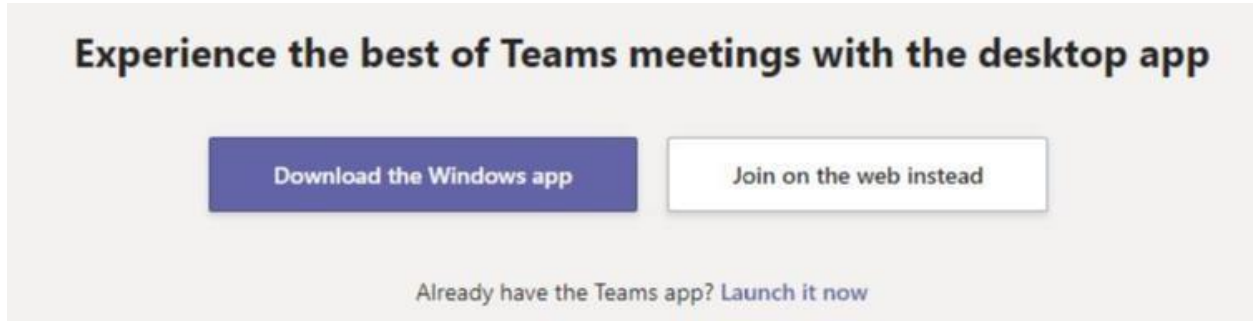 Experience the best of Teams meetings with the desktop app
Download the Windows app
Join on the web instead
Already have the Teams app? Launch it now